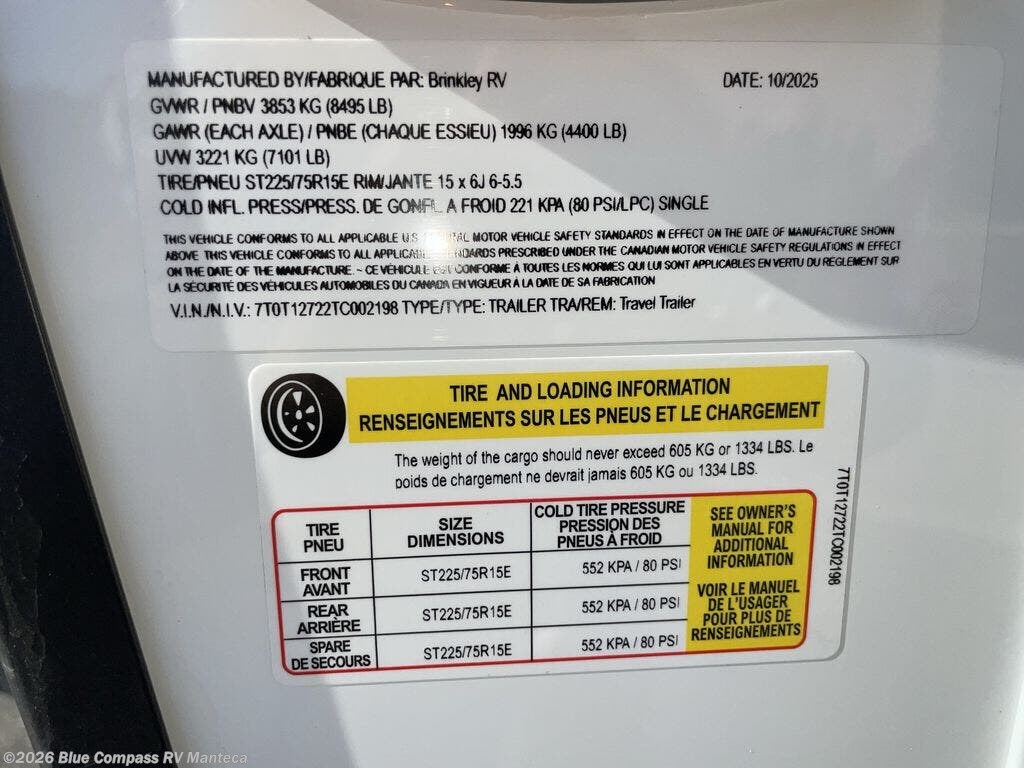 MANUFACTURED BY/FABRIQUE PAR: Brinkley RV DATE: 10/2025
GVWR / PNBV 3853 KG (8495 LB)
GAWR (EACH AXLE) / PNBE (CHAQUE ESSIEU) 1996 KG (4400 LB)
UVW 3221 KG (7101 LB)
TIRE/PNEU ST225/75R15E RIM/JANTE 15 x 6J 6-5.5
COLD INFL. PRESS/PRESS. DE GONFL. A FROID 221 KPA (80 PSI/LPC) SINGLE
THIS VEHICLE CONFORMS TO ALL APPLICABLE U.S. MOTOR VEHICLE SAFETY STANDARDS IN EFFECT ON THE DATE OF MANUFACTURE SHOWN
ABOVE THIS VEHICLE CONFORMS TO ALL APPLICABLE STANDARDS PRESCRIBED UNDER THE CANADIAN MOTOR VEHICLE SAFETY REGULATIONS IN EFFECT
ON THE DATE OF THE MANUFACTURE. ~ CE VÉHICULE EST CONFORME À TOUTES LES NORMES QUI LUI SONT APPLICABLES EN VERTU DU REGLEMENT SUR
LA SÉCURITÉ DES VÉHICULES AUTOMOBILES DU CANADA EN VIGUEUR À LA DATE DE SA FABRICATION
V.I.N./N.I.V.: 7T0T12722TC002198 TYPE/TYPE: TRAILER TRA/REM: Travel Trailer
TIRE AND LOADING INFORMATION
RENSEIGNEMENTS SUR LES PNEUS ET LE CHARGEMENT
The weight of the cargo should never exceed 605 KG or 1334 LBS. Le
poids de chargement ne devrait jamais 605 KG ou 1334 LBS.
TIRE
PNEU
SIZE
DIMENSIONS
COLD TIRE PRESSURE
PRESSION DES
PNEUS À FROID
FRONT
AVANT
ST225/75R15E
552 KPA / 80 PSI
REAR
ARRIÈRE
ST225/75R15E
552 KPA / 80 PSI
SPARE
DE SECOURS
ST225/75R15E
552 KPA / 80 PSI
SEE OWNER'S
MANUAL FOR
ADDITIONAL
INFORMATION
VOIR LE MANUEL
DE L'USAGER
POUR PLUS DE
RENSEIGNEMENTS
7T0T12722TC002198
©2026 Blue Compass RV Manteca